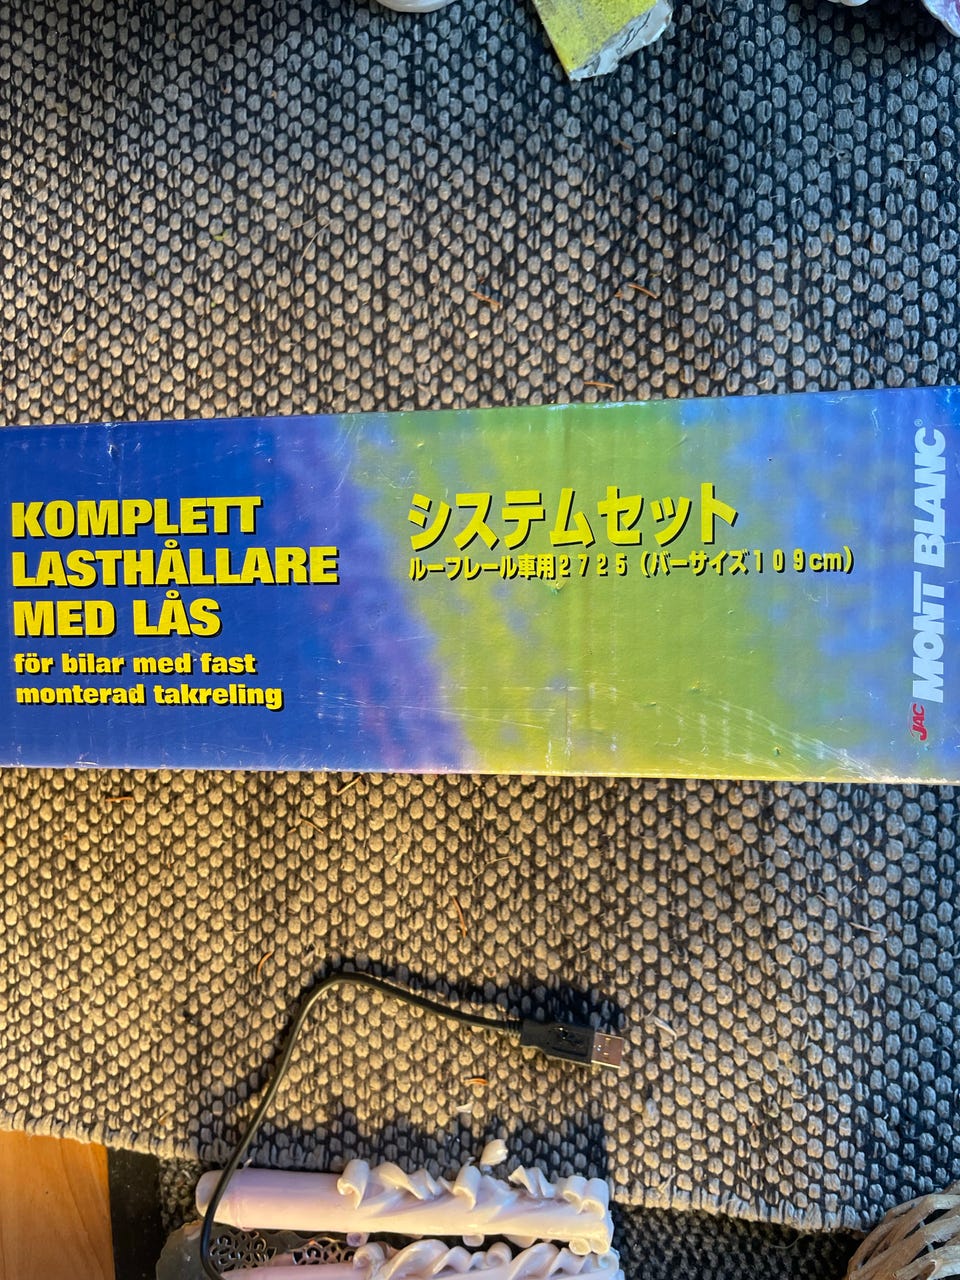 KOMPLETT
LASTHÅLLARE
MED LÅS
för bilar med fast
monterad takreling
システムセット
ルーフレール車用2725（バーサイズ109cm）
JAC MONT BLANC®